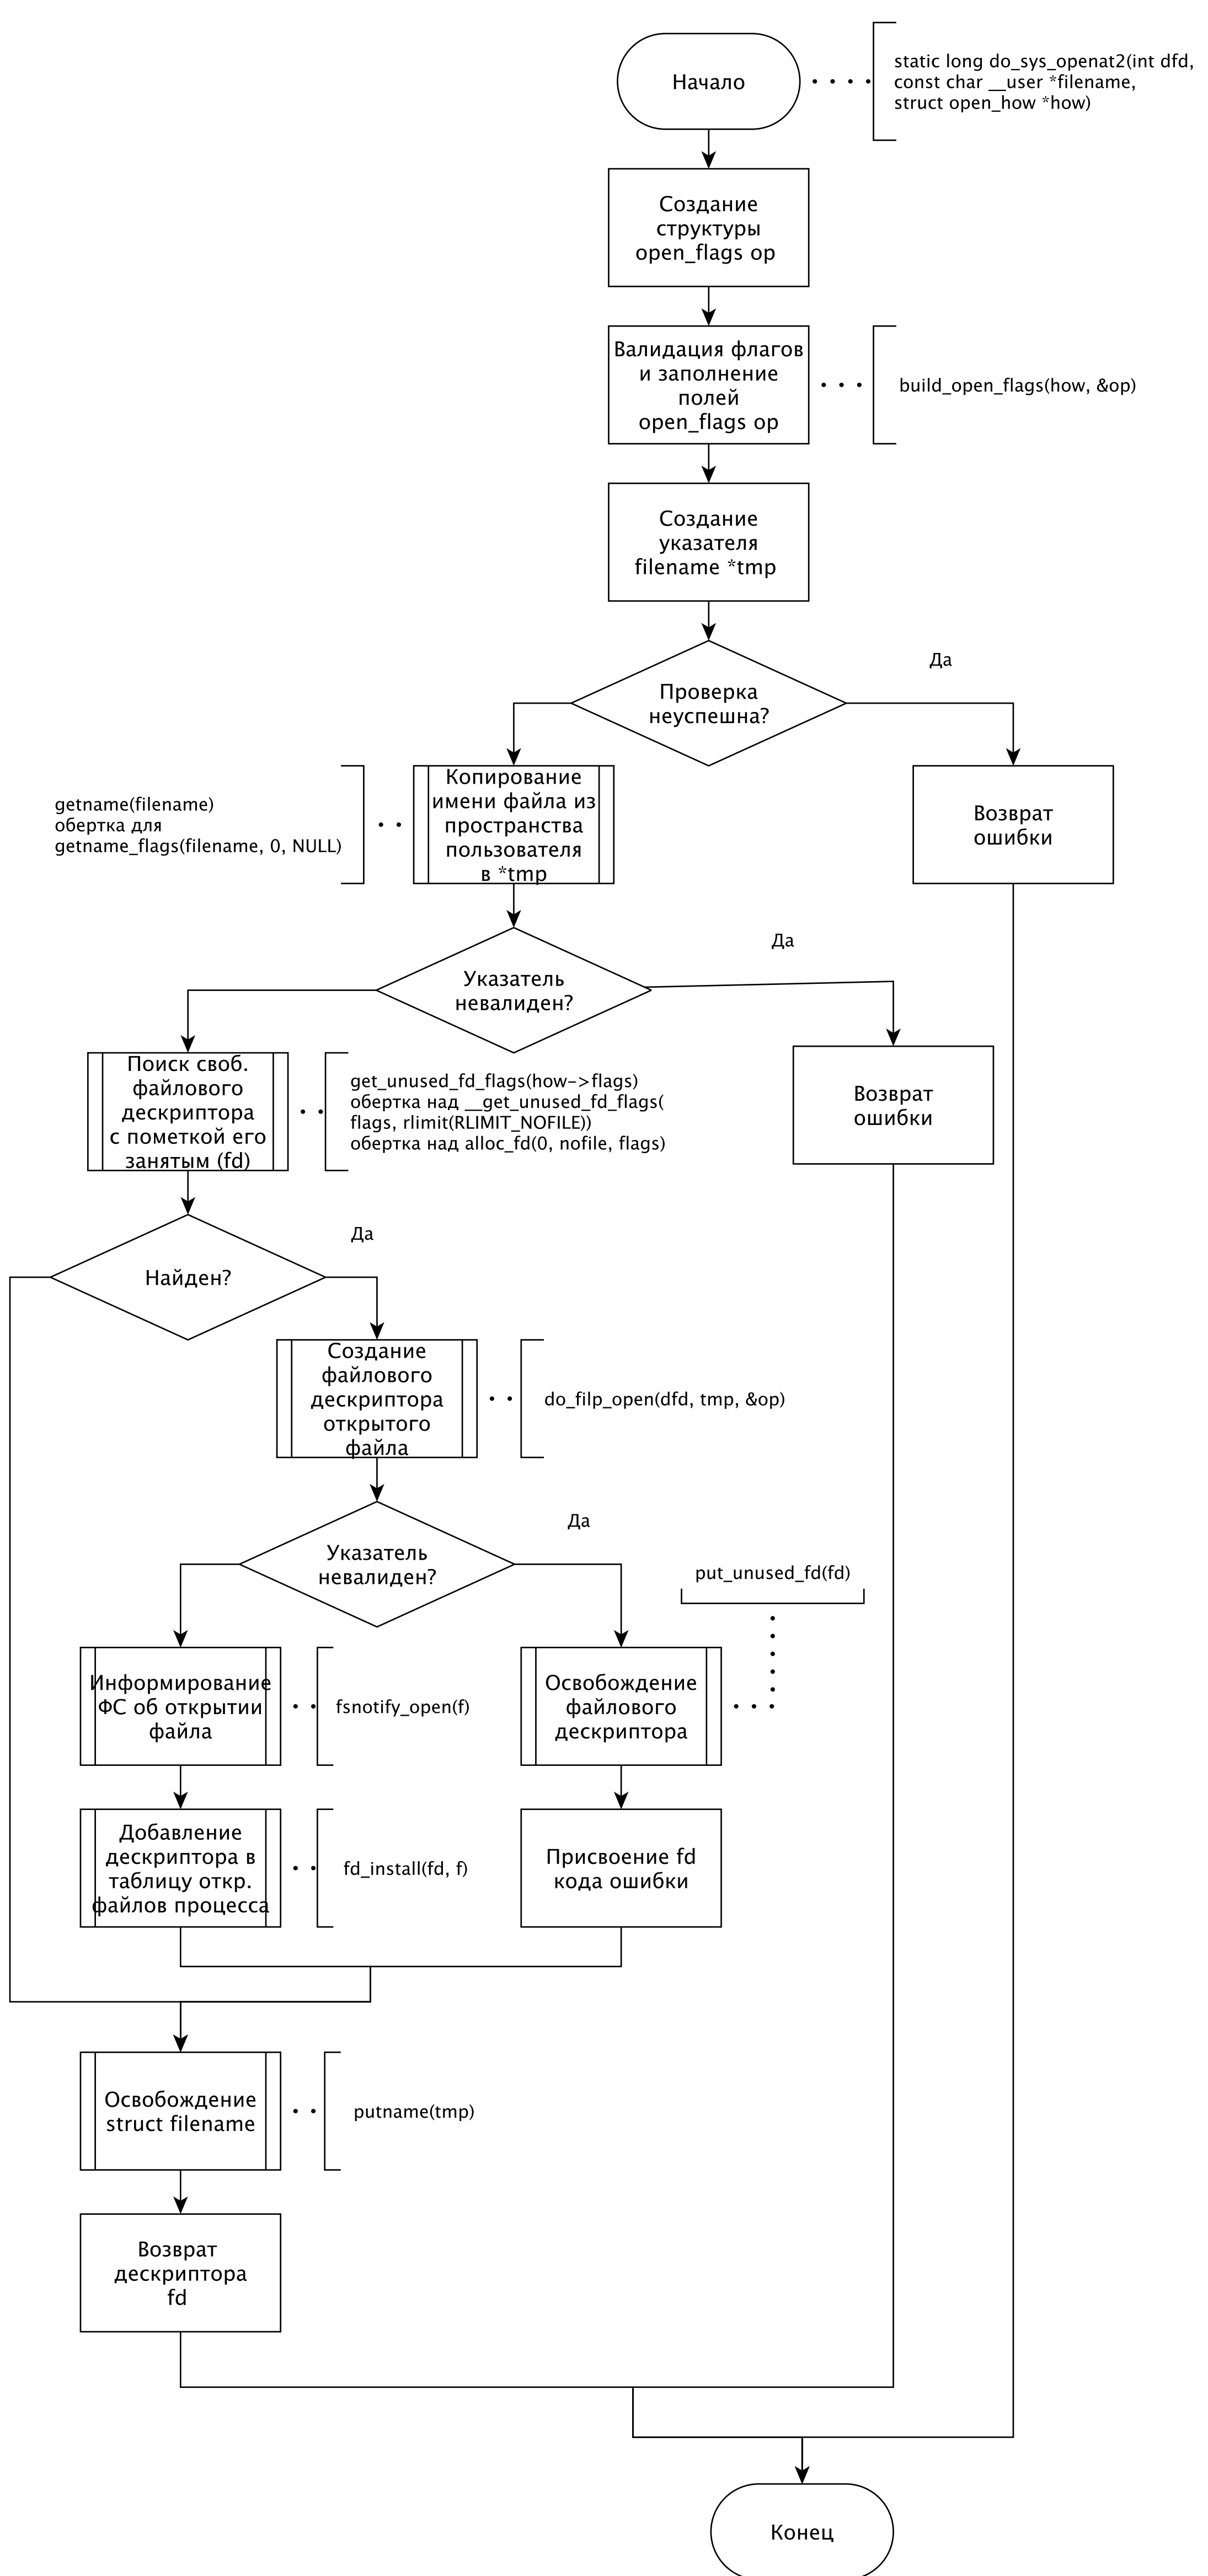 Начало
static long do_sys_openat2(int dfd,
const char __user *filename,
struct open_how *how)
Создание
структуры
open_flags op
Валидация флагов
и заполнение
полей
open_flags op
build_open_flags(how, &op)
Создание
указателя
filename *tmp
Проверка
неуспешна?
Да
getname(filename)
обертка для
getname_flags(filename, 0, NULL)
Копирование
имени файла из
пространства
пользователя
в *tmp
Возврат
ошибки
Указатель
невалиден?
Да
Поиск своб.
файлового
дескриптора
с пометкой его
занятым (fd)
get_unused_fd_flags(how->flags)
обертка над __get_unused_fd_flags(
flags, rlimit(RLIMIT_NOFILE))
обертка над alloc_fd(0, nofile, flags)
Возврат
ошибки
Найден?
Да
Создание
файлового
дескриптора
открытого
файла
do_filp_open(dfd, tmp, &op)
Указатель
невалиден?
Да
put_unused_fd(fd)
Информирование
ФС об открытии
файла
fsnotify_open(f)
Освобождение
файлового
дескриптора
Добавление
дескриптора в
таблицу откр.
файлов процесса
fd_install(fd, f)
Присвоение fd
кода ошибки
Освобождение
struct filename
putname(tmp)
Возврат
дескриптора
fd
Конец